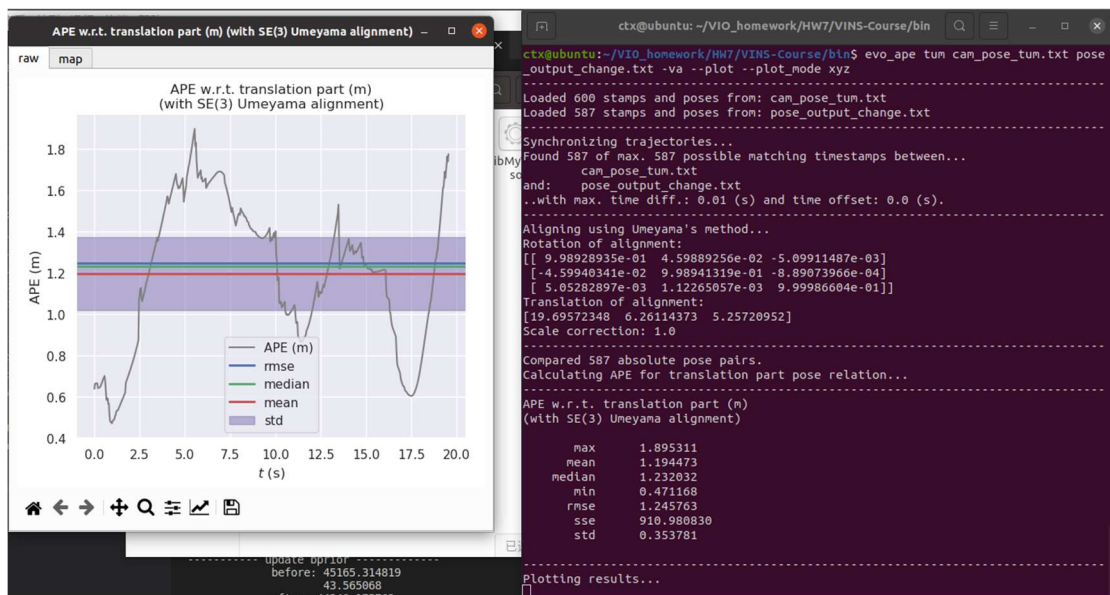 APE w.r.t. translation part (m) (with SE(3) Umeyama alignment)
raw map
APE w.r.t. translation part (m)
(with SE(3) Umeyama alignment)
1.8
1.6
1.4
1.2
1.0
0.8
0.6
0.4
APE (m)
APE (m)
rmse
median
mean
std
0.0 2.5 5.0 7.5 10.0 12.5 15.0 17.5 20.0
t (s)
ibMy
so
----------- update bprior -------------
before: 45165.314819
43.565068
ctx@ubuntu: ~/VIO_homework/HW7/VINS-Course/bin
ctx@ubuntu:~/VIO_homework/HW7/VINS-Course/bin$ evo_ape tum cam_pose_tum.txt pose
_output_change.txt -va --plot --plot_mode xyz
--------------------------------------------------------------------------------
Loaded 600 stamps and poses from: cam_pose_tum.txt
Loaded 587 stamps and poses from: pose_output_change.txt
--------------------------------------------------------------------------------
Synchronizing trajectories...
Found 587 of max. 587 possible matching timestamps between...
cam_pose_tum.txt
and: pose_output_change.txt
..with max. time diff.: 0.01 (s) and time offset: 0.0 (s).
--------------------------------------------------------------------------------
Aligning using Umeyama's method...
Rotation of alignment:
[[ 9.98928935e-01 4.59889256e-02 -5.09911487e-03]
[-4.59940341e-02 9.98941319e-01 -8.89073966e-04]
[ 5.05282897e-03 1.12265057e-03 9.99986604e-01]]
Translation of alignment:
[19.69572348 6.26114373 5.25720952]
Scale correction: 1.0
--------------------------------------------------------------------------------
Compared 587 absolute pose pairs.
Calculating APE for translation part pose relation...
--------------------------------------------------------------------------------
APE w.r.t. translation part (m)
(with SE(3) Umeyama alignment)
max 1.895311
mean 1.194473
median 1.232032
min 0.471168
rmse 1.245763
sse 910.980830
std 0.353781
--------------------------------------------------------------------------------
Plotting results...